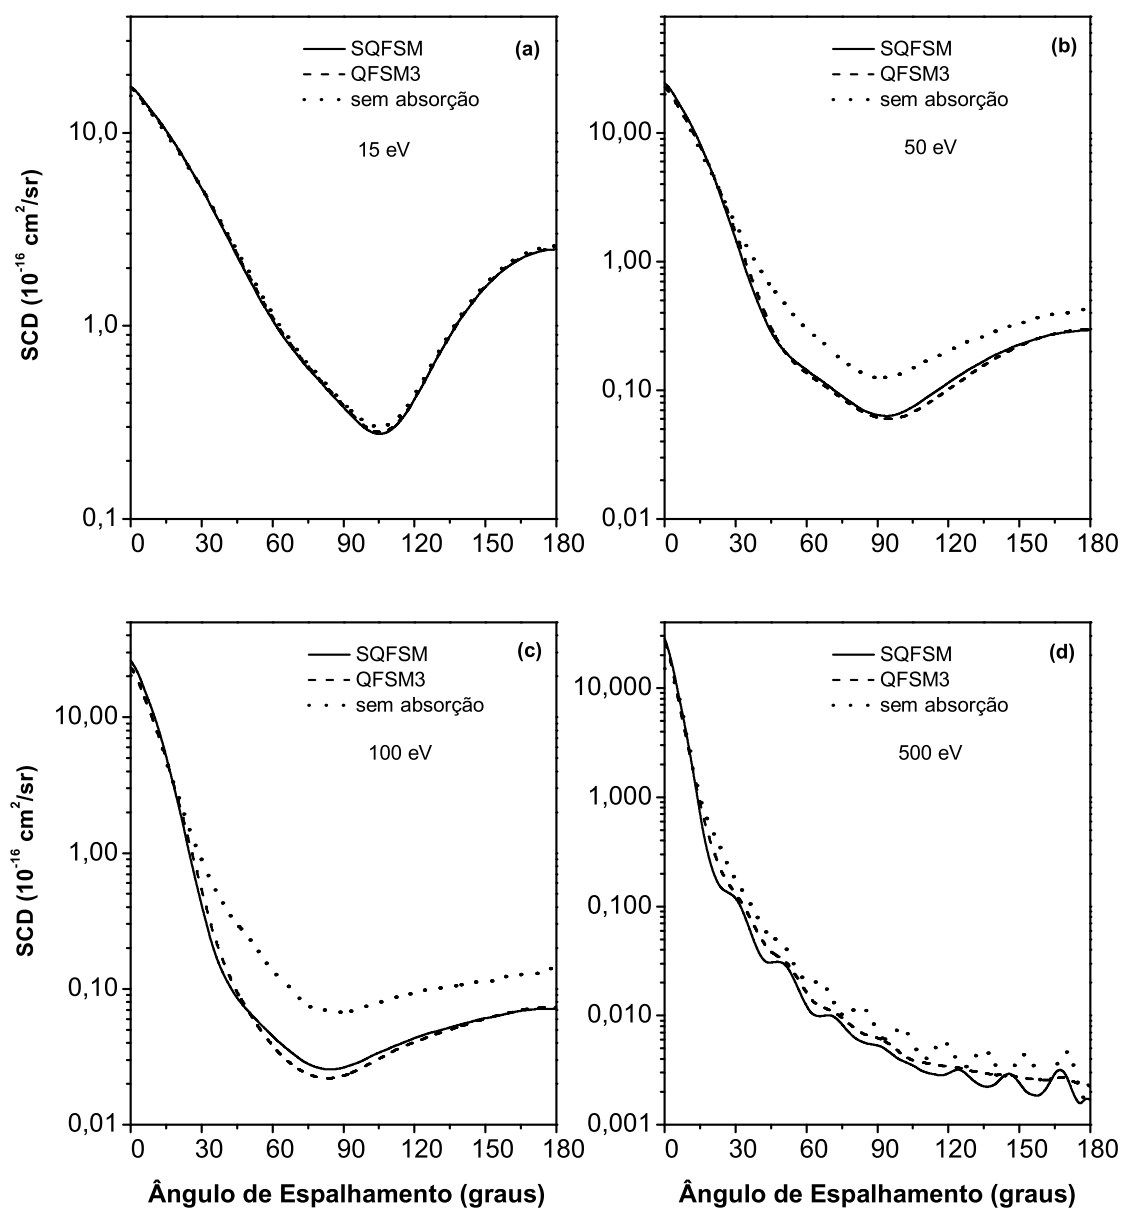 (a)
SQFSM
QFSM3
sem absorção
15 eV
SCD (10⁻¹⁶ cm²/sr)
10,0
1,0
0,1
0 30 60 90 120 150 180
(b)
SQFSM
QFSM3
sem absorção
50 eV
10,00
1,00
0,10
0,01
0 30 60 90 120 150 180
(c)
SQFSM
QFSM3
sem absorção
100 eV
SCD (10⁻¹⁶ cm²/sr)
10,00
1,00
0,10
0,01
0 30 60 90 120 150 180
Ângulo de Espalhamento (graus)
(d)
SQFSM
QFSM3
sem absorção
500 eV
10,000
1,000
0,100
0,010
0,001
0 30 60 90 120 150 180
Ângulo de Espalhamento (graus)